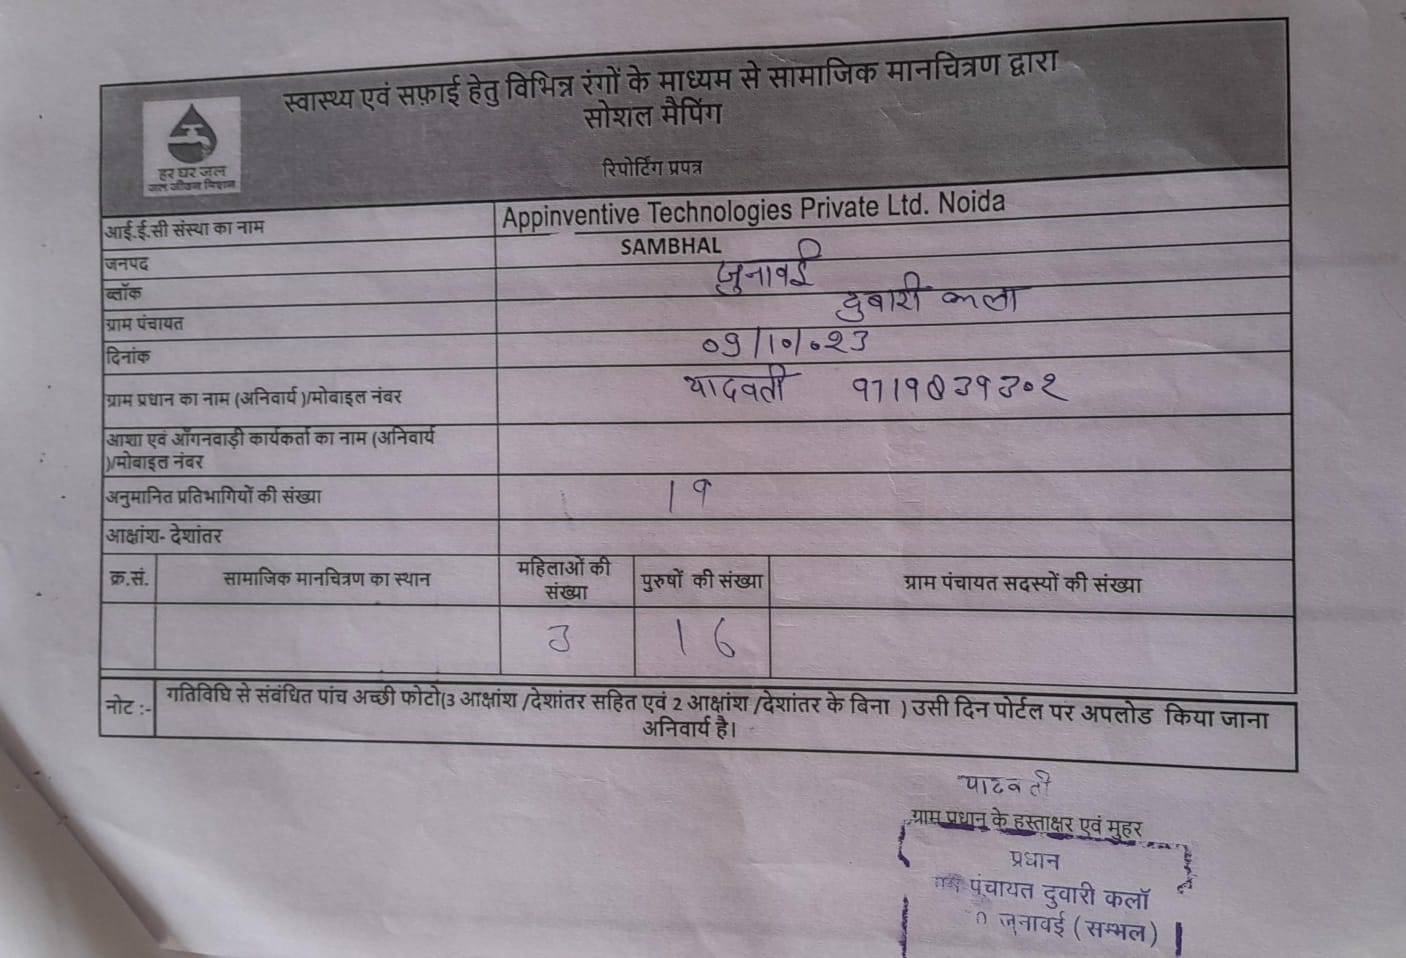 स्वास्थ्य एवं सफ़ाई हेतु विभिन्न रंगों के माध्यम से सामाजिक मानचित्रण द्वारा
सोशल मैपिंग
रिपोर्टिंग प्रपत्र
हर घर जल
जल जीवन मिशन
आई.ई.सी संस्था का नाम Appinventive Technologies Private Ltd. Noida
जनपद SAMBHAL
ब्लॉक जुनावई
ग्राम पंचायत दुबारी कला
दिनांक 09/10/023
ग्राम प्रधान का नाम (अनिवार्य )/मोबाइल नंबर यादवती
आशा एवं आँगनवाड़ी कार्यकर्ता का नाम (अनिवार्य
)/मोबाइल नंबर
अनुमानित प्रतिभागियों की संख्या 19
आक्षांश- देशांतर
क्र.सं. सामाजिक मानचित्रण का स्थान महिलाओं की संख्या पुरुषों की संख्या ग्राम पंचायत सदस्यों की संख्या
3 16
नोट :- गतिविधि से संबंधित पांच अच्छी फोटो(3 आक्षांश /देशांतर सहित एवं 2 आक्षांश /देशांतर के बिना ) उसी दिन पोर्टल पर अपलोड किया जाना
अनिवार्य है।
यादवती
ग्राम प्रधान के हस्ताक्षर एवं मुहर
प्रधान
पंचायत दुवारी कलॉ
जुनावई (सम्भल)